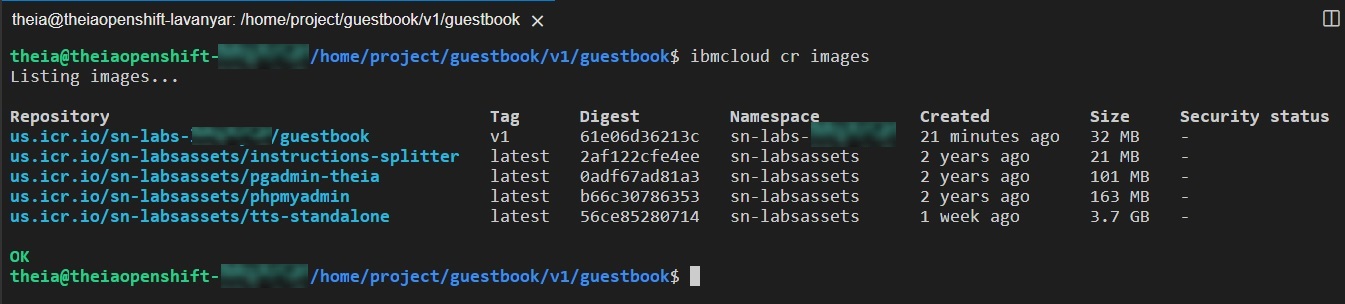 theia@theiaopenshift-lavanyar: /home/project/guestbook/v1/guestbook ×
theia@theiaopenshift- /home/project/guestbook/v1/guestbook$ ibmcloud cr images
Listing images...
Repository Tag Digest Namespace Created Size Security status
us.icr.io/sn-labs- /guestbook v1 61e06d36213c sn-labs- 21 minutes ago 32 MB -
us.icr.io/sn-labsassets/instructions-splitter latest 2af122cfe4ee sn-labsassets 2 years ago 21 MB -
us.icr.io/sn-labsassets/pgadmin-theia latest 0adf67ad81a3 sn-labsassets 2 years ago 101 MB -
us.icr.io/sn-labsassets/phpmyadmin latest b66c30786353 sn-labsassets 2 years ago 163 MB -
us.icr.io/sn-labsassets/tts-standalone latest 56ce85280714 sn-labsassets 1 week ago 3.7 GB -
OK
theia@theiaopenshift- /home/project/guestbook/v1/guestbook$